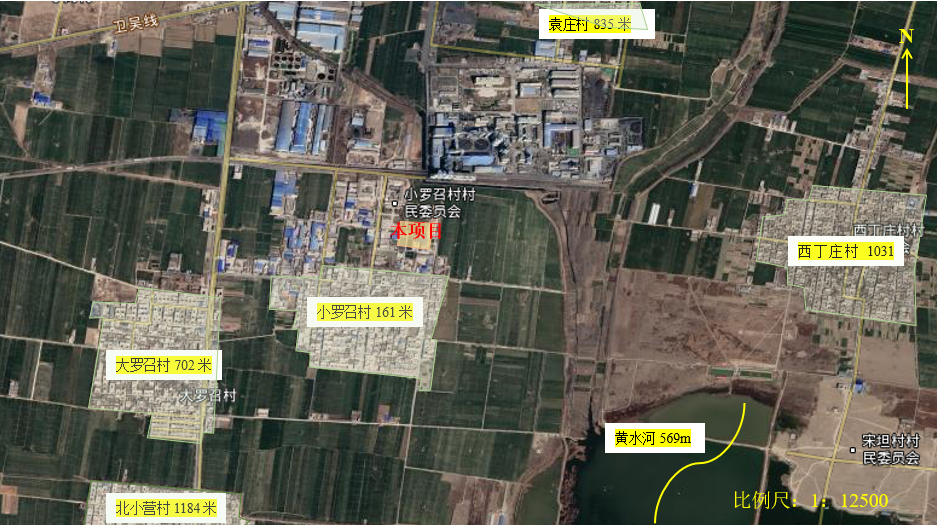 袁庄村 835 米
卫吴线
N
小罗召村村
民委员会
本项目
西丁庄村村
西丁庄村 1031
小罗召村 161 米
大罗召村 702 米
大罗召村
黄水河 569m
宋坦村村
民委员会
北小营村 1184 米
比例尺：1：12500